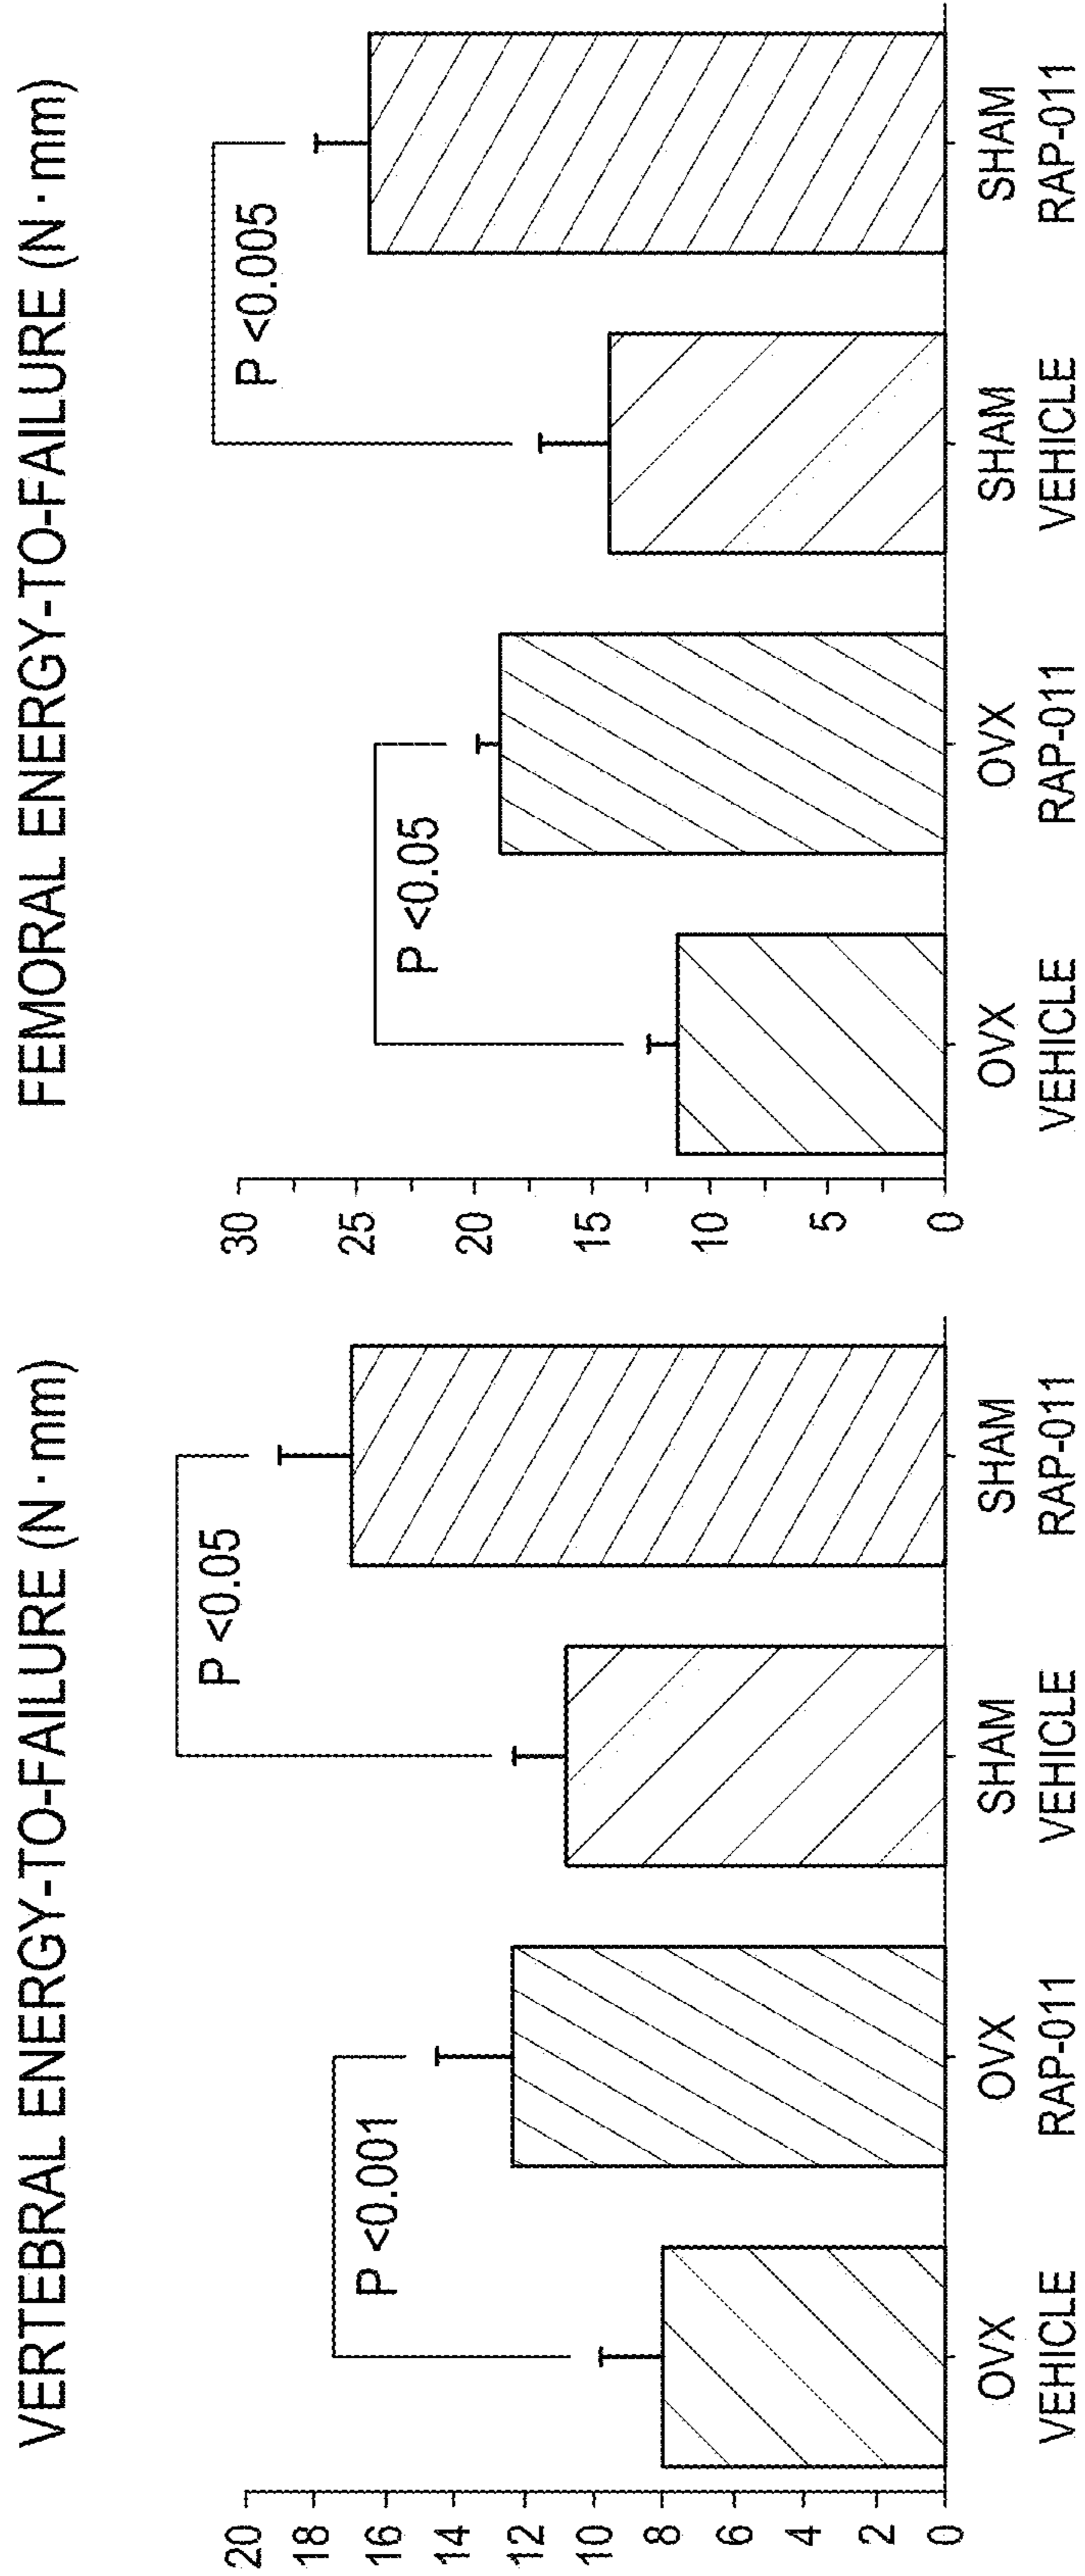 VERTEBRAL ENERGY-TO-FAILURE (N · mm)
20
18
16
14
12
10
8
6
4
2
0
P <0.001
P <0.05
OVX
VEHICLE
OVX
RAP-011
SHAM
VEHICLE
SHAM
RAP-011
FEMORAL ENERGY-TO-FAILURE (N · mm)
30
25
20
15
10
5
0
P <0.05
P <0.005
OVX
VEHICLE
OVX
RAP-011
SHAM
VEHICLE
SHAM
RAP-011